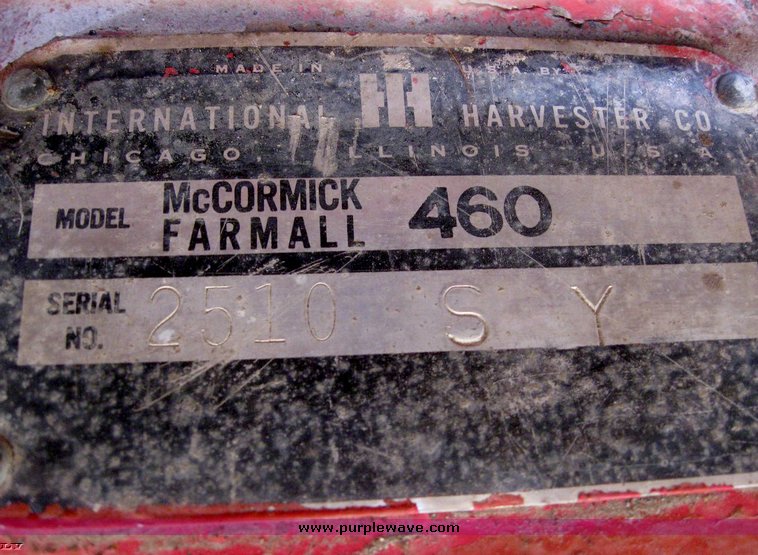 MADE IN U.S.A. BY
INTERNATIONAL IH HARVESTER CO.
CHICAGO, ILLINOIS, U.S.A.
MODEL McCORMICK FARMALL 460
SERIAL NO. 2510 S Y
www.purplewave.com